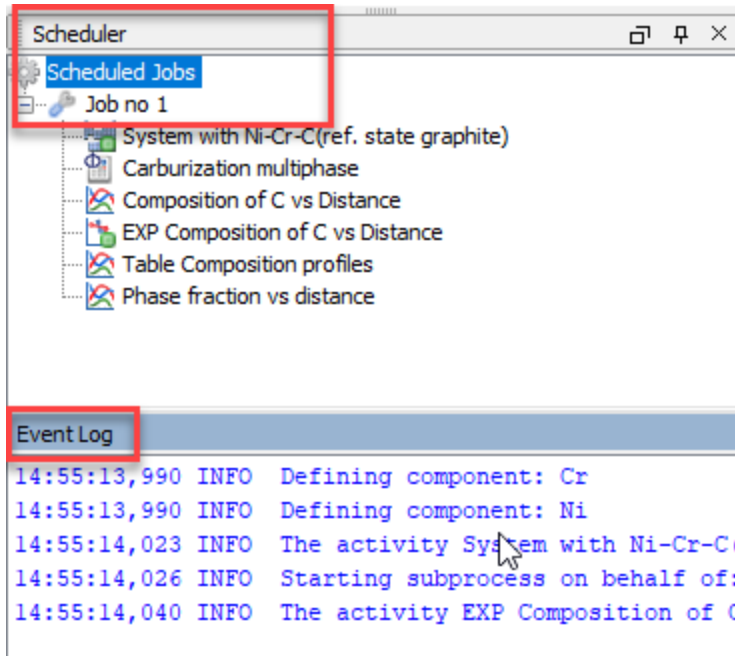 Scheduler
Scheduled Jobs
Job no 1
System with Ni-Cr-C(ref. state graphite)
Carburization multiphase
Composition of C vs Distance
EXP Composition of C vs Distance
Table Composition profiles
Phase fraction vs distance
Event Log
14:55:13,990 INFO Defining component: Cr
14:55:13,990 INFO Defining component: Ni
14:55:14,023 INFO The activity System with Ni-Cr-C(
14:55:14,026 INFO Starting subprocess on behalf of:
14:55:14,040 INFO The activity EXP Composition of C